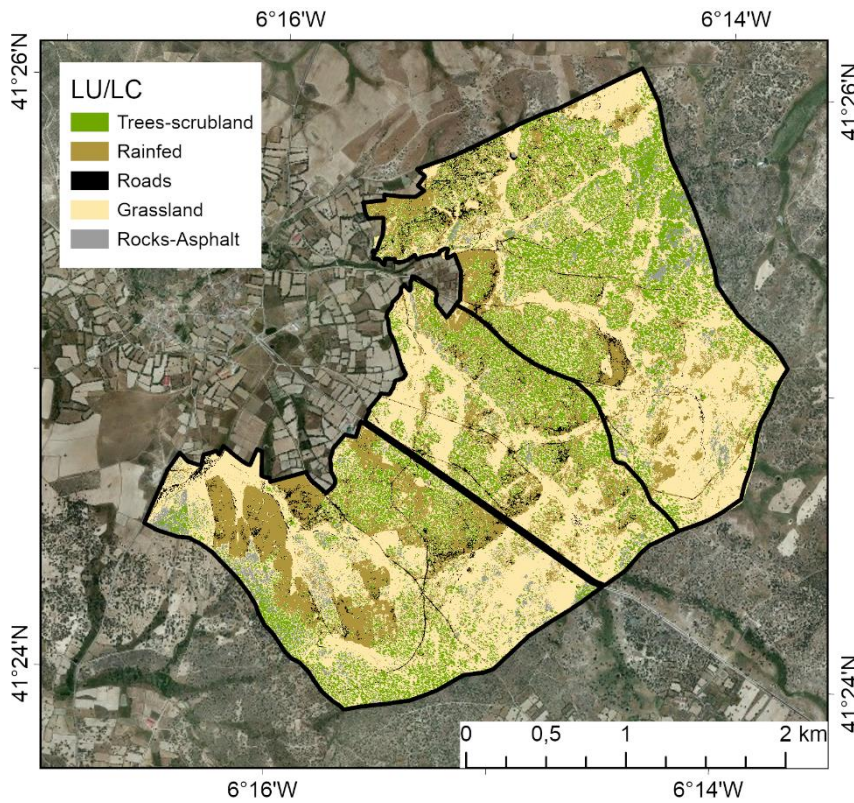 6°16'W 6°14'W
41°26'N 41°26'N
LU/LC
Trees-scrubland
Rainfed
Roads
Grassland
Rocks-Asphalt
41°24'N 41°24'N
0 0,5 1 2 km
6°16'W 6°14'W